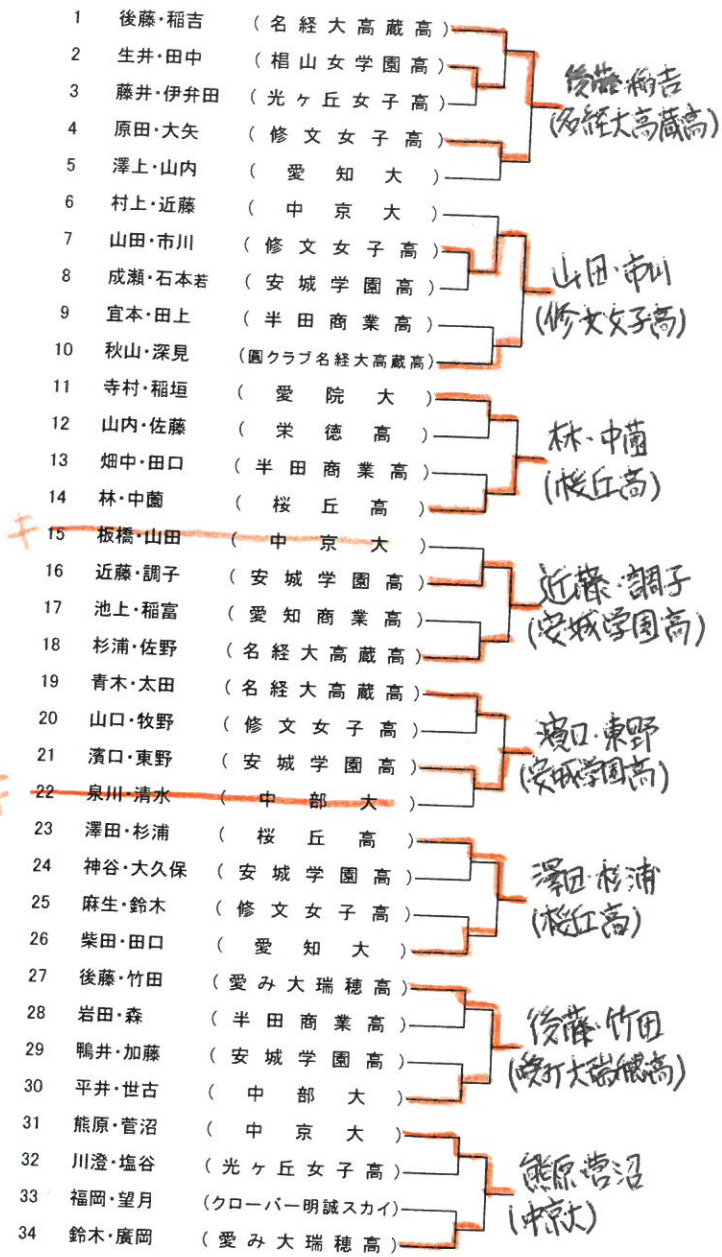 1 後藤・稲吉 (名経大高蔵高)
2 生井・田中 (椙山女学園高)
3 藤井・伊弁田 (光ヶ丘女子高)
4 原田・大矢 (修文女子高)
5 澤上・山内 (愛知大)
6 村上・近藤 (中京大)
7 山田・市川 (修文女子高)
8 成瀬・石本若 (安城学園高)
9 宜本・田上 (半田商業高)
10 秋山・深見 (圓クラブ名経大高蔵高)
11 寺村・稲垣 (愛院大)
12 山内・佐藤 (栄徳高)
13 畑中・田口 (半田商業高)
14 林・中薗 (桜丘高)
キ 15 板橋・山田 (中京大)
16 近藤・調子 (安城学園高)
17 池上・稲富 (愛知商業高)
18 杉浦・佐野 (名経大高蔵高)
19 青木・太田 (名経大高蔵高)
20 山口・牧野 (修文女子高)
21 濱口・東野 (安城学園高)
キ 22 泉川・清水 (中部大)
23 澤田・杉浦 (桜丘高)
24 神谷・大久保 (安城学園高)
25 麻生・鈴木 (修文女子高)
26 柴田・田口 (愛知大)
27 後藤・竹田 (愛み大瑞穂高)
28 岩田・森 (半田商業高)
29 鴨井・加藤 (安城学園高)
30 平井・世古 (中部大)
31 熊原・菅沼 (中京大)
32 川澄・塩谷 (光ヶ丘女子高)
33 福岡・望月 (クローバー明誠スカイ)
34 鈴木・廣岡 (愛み大瑞穂高)
後藤・稲吉
(名経大高蔵高)
山田・市川
(修文女子高)
林・中薗
(桜丘高)
近藤・調子
(安城学園高)
濱口・東野
(安城学園高)
澤田・杉浦
(桜丘高)
後藤・竹田
(愛み大瑞穂高)
熊原・菅沼
(中京大)